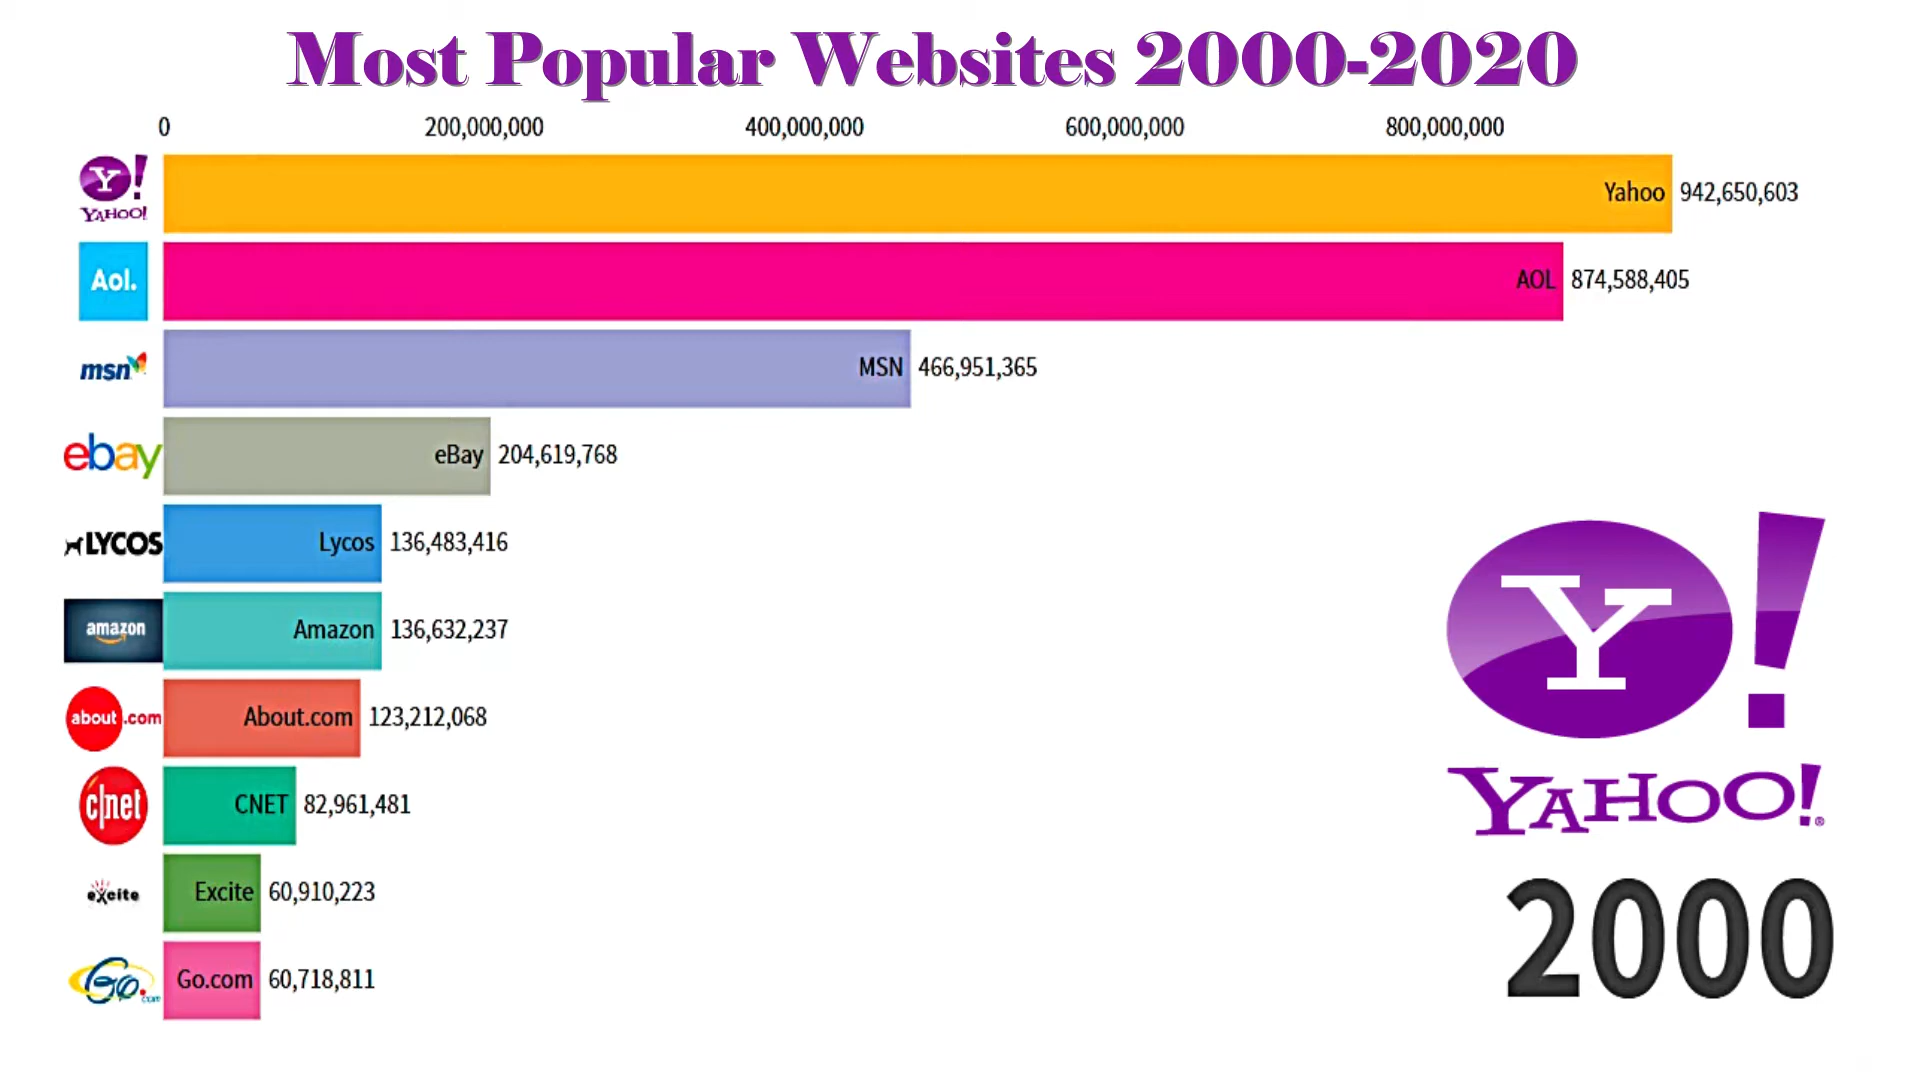 Most Popular Websites 2000-2020
0 200,000,000 400,000,000 600,000,000 800,000,000
Y! YAHOO! Yahoo 942,650,603
Aol. AOL 874,588,405
msn MSN 466,951,365
ebay eBay 204,619,768
LYCOS Lycos 136,483,416
amazon Amazon 136,632,237
about.com About.com 123,212,068
c|net CNET 82,961,481
excite Excite 60,910,223
Go.com Go.com 60,718,811
Y!
YAHOO!®
2000